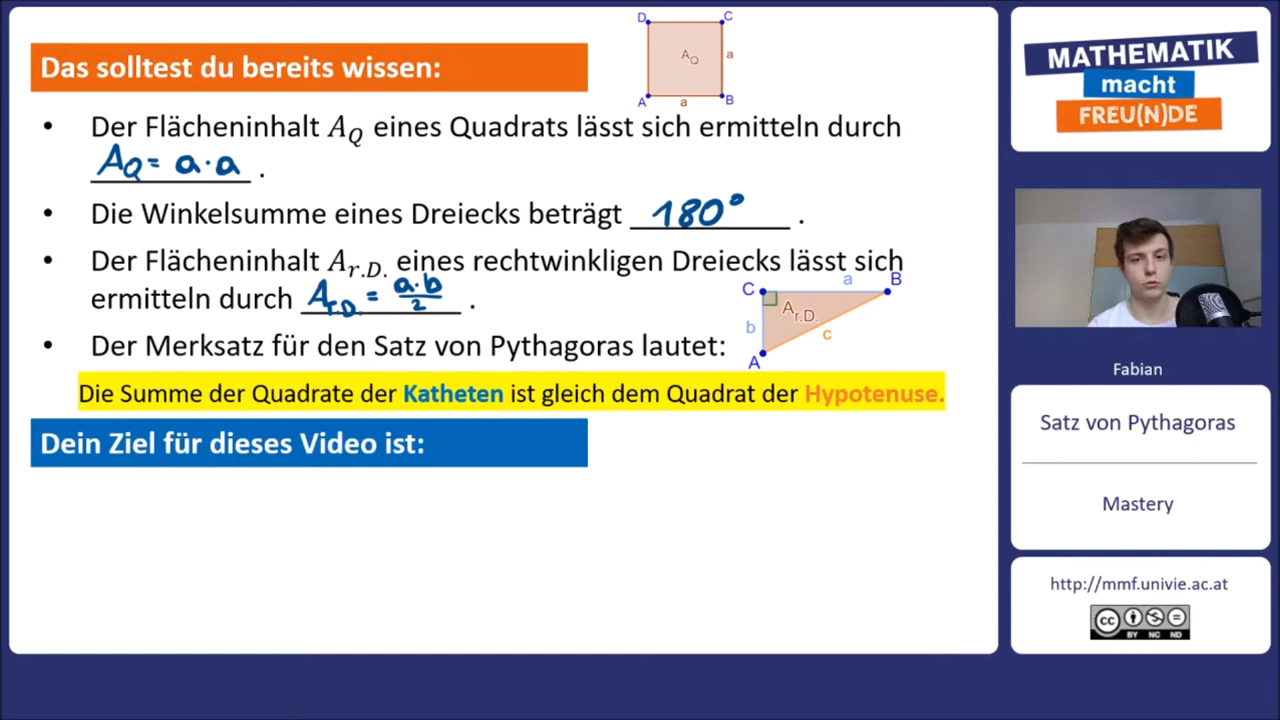 Das solltest du bereits wissen:
D
C
A_Q
a
A
a
B
• Der Flächeninhalt A_Q eines Quadrats lässt sich ermitteln durch
A_Q = a·a .
• Die Winkelsumme eines Dreiecks beträgt 180° .
• Der Flächeninhalt A_r.D. eines rechtwinkligen Dreiecks lässt sich
ermitteln durch A_r.D. = a·b/2 .
C
a
B
A_r.D.
b
c
A
• Der Merksatz für den Satz von Pythagoras lautet:
Die Summe der Quadrate der Katheten ist gleich dem Quadrat der Hypotenuse.
Dein Ziel für dieses Video ist:
MATHEMATIK
macht
FREU(N)DE
Fabian
Satz von Pythagoras
Mastery
http://mmf.univie.ac.at
cc
BY NC ND